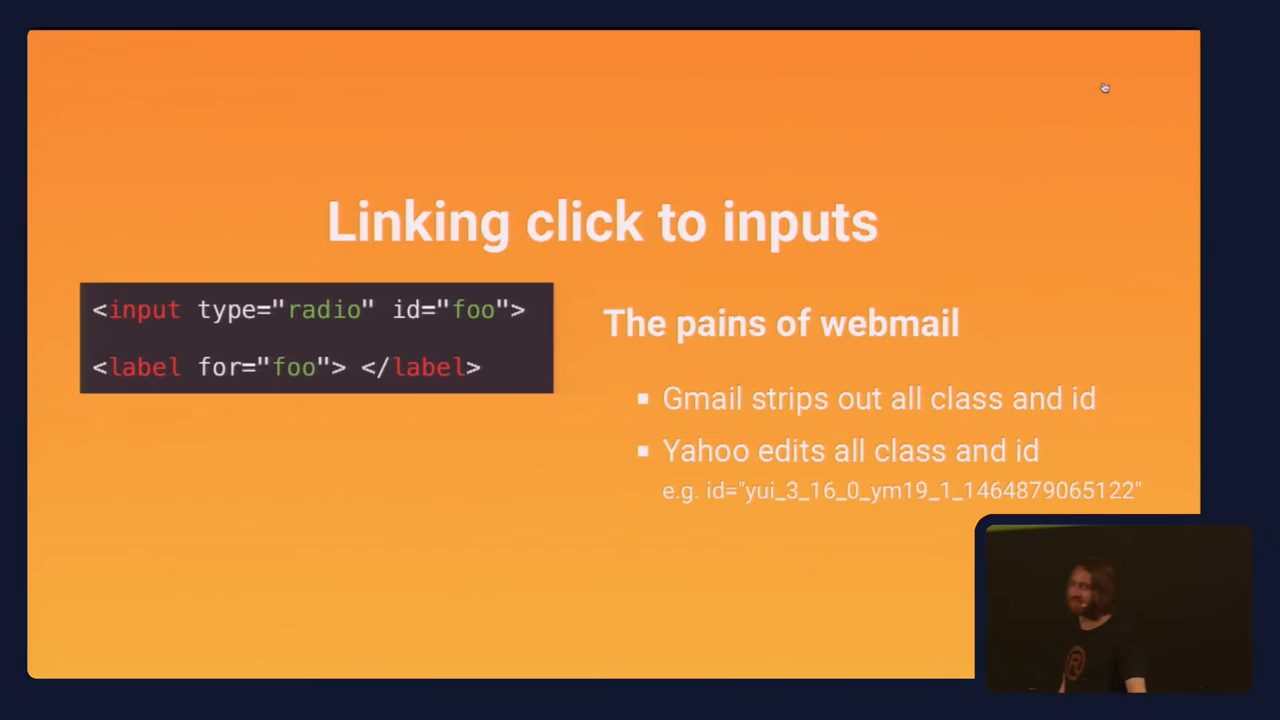 Linking click to inputs
<input type="radio" id="foo">
<label for="foo"> </label>
The pains of webmail
Gmail strips out all class and id
Yahoo edits all class and id
e.g. id="yui_3_16_0_ym19_1_1464879065122"
R